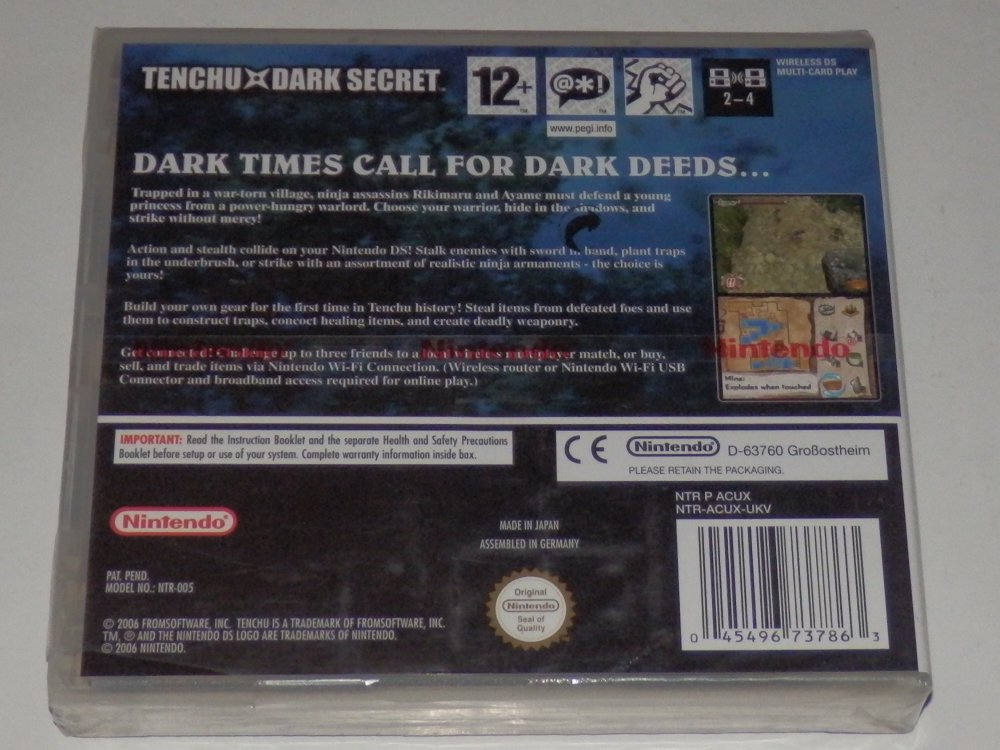 TENCHU DARK SECRET™
12+
™
@*!
™
™
www.pegi.info
2–4
WIRELESS DS
MULTI-CARD PLAY
DARK TIMES CALL FOR DARK DEEDS...
Trapped in a war-torn village, ninja assassins Rikimaru and Ayame must defend a young
princess from a power-hungry warlord. Choose your warrior, hide in the shadows, and
strike without mercy!
Action and stealth collide on your Nintendo DS! Stalk enemies with sword in hand, plant traps
in the underbrush, or strike with an assortment of realistic ninja armaments - the choice is
yours!
Build your own gear for the first time in Tenchu history! Steal items from defeated foes and use
them to construct traps, concoct healing items, and create deadly weaponry.
Get connected! Challenge up to three friends to a local wireless multiplayer match, or buy,
sell, and trade items via Nintendo Wi-Fi Connection. (Wireless router or Nintendo Wi-Fi USB
Connector and broadband access required for online play.)
Nintendo
Mine:
Explodes when touched
IMPORTANT: Read the Instruction Booklet and the separate Health and Safety Precautions
Booklet before setup or use of your system. Complete warranty information inside box.
CE Nintendo® D-63760 Großostheim
PLEASE RETAIN THE PACKAGING.
NTR P ACUX
NTR-ACUX-UKV
Nintendo®
MADE IN JAPAN
ASSEMBLED IN GERMANY
PAT. PEND.
MODEL NO.: NTR-005
Original
Nintendo
Seal of
Quality
© 2006 FROMSOFTWARE, INC. TENCHU IS A TRADEMARK OF FROMSOFTWARE, INC.
TM, ® AND THE NINTENDO DS LOGO ARE TRADEMARKS OF NINTENDO.
© 2006 NINTENDO.
0 45496 73786 3